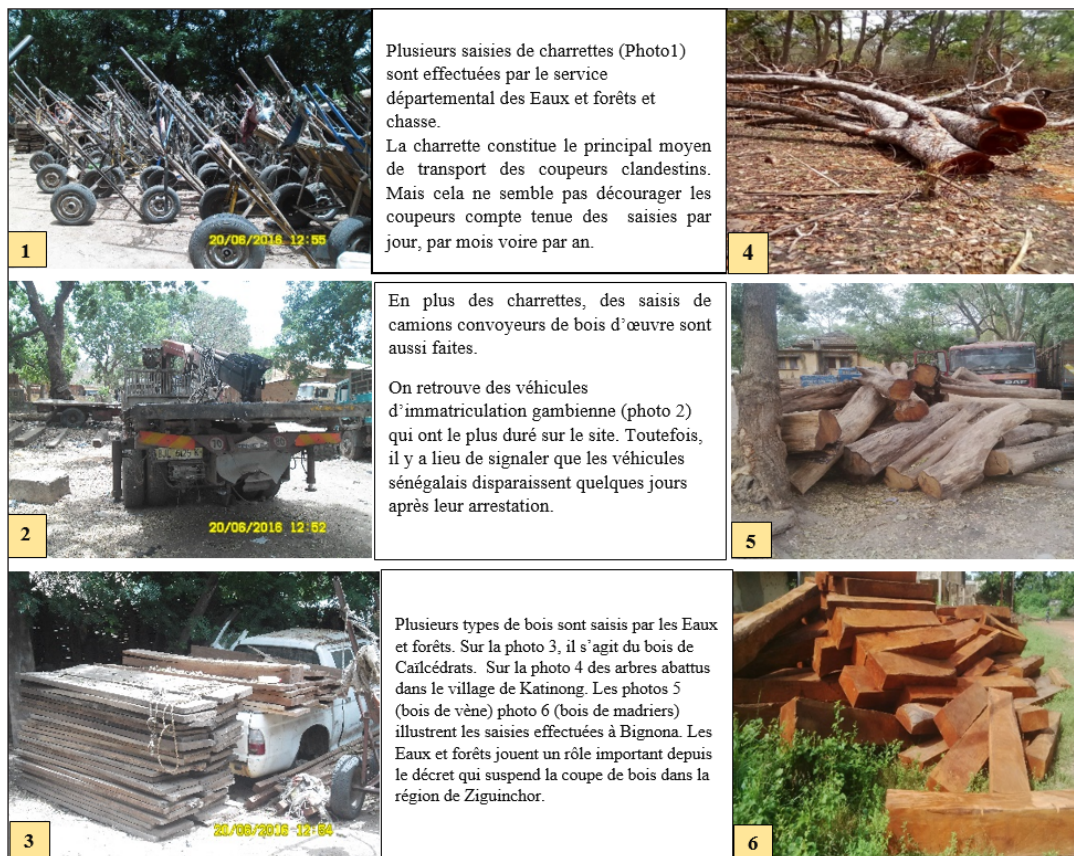 Plusieurs saisies de charrettes (Photo1)
sont effectuées par le service
départemental des Eaux et forêts et
chasse.
La charrette constitue le principal moyen
de transport des coupeurs clandestins.
Mais cela ne semble pas décourager les
coupeurs compte tenue des saisies par
jour, par mois voire par an.
20/06/2016 12:55
1
4
En plus des charrettes, des saisis de
camions convoyeurs de bois d’œuvre sont
aussi faites.
On retrouve des véhicules
d’immatriculation gambienne (photo 2)
qui ont le plus duré sur le site. Toutefois,
il y a lieu de signaler que les véhicules
sénégalais disparaissent quelques jours
après leur arrestation.
20/06/2016 12:52
2
5
Plusieurs types de bois sont saisis par les Eaux
et forêts. Sur la photo 3, il s’agit du bois de
Caïlcédrats. Sur la photo 4 des arbres abattus
dans le village de Katinong. Les photos 5
(bois de vène) photo 6 (bois de madriers)
illustrent les saisies effectuées à Bignona. Les
Eaux et forêts jouent un rôle important depuis
le décret qui suspend la coupe de bois dans la
région de Ziguinchor.
20/06/2016 12:54
3
6